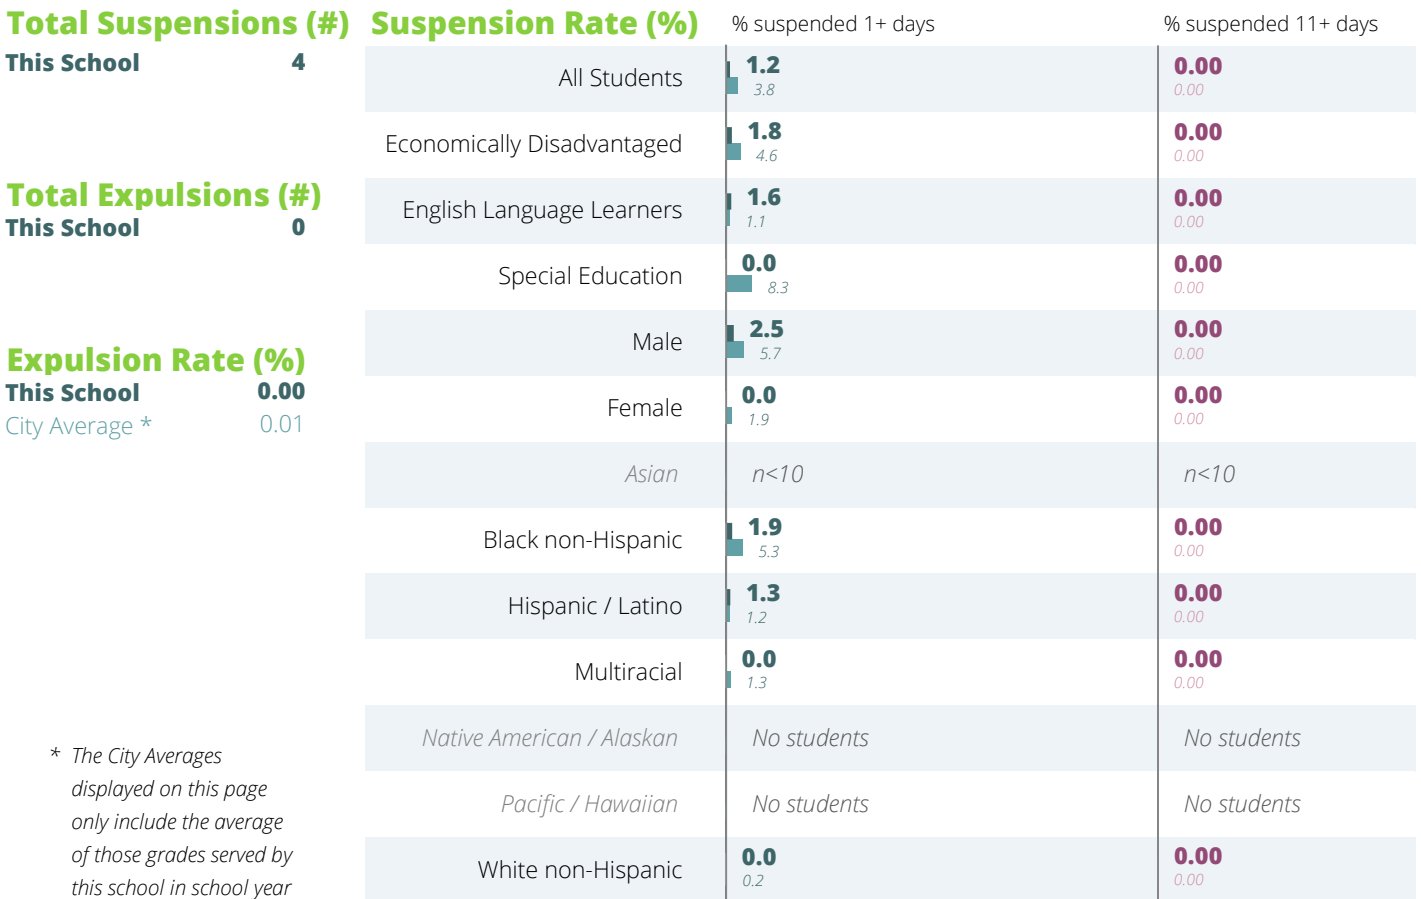 Total Suspensions (#)
This School 4
Total Expulsions (#)
This School 0
Expulsion Rate (%)
This School 0.00
City Average * 0.01
* The City Averages
displayed on this page
only include the average
of those grades served by
this school in school year
Suspension Rate (%) % suspended 1+ days % suspended 11+ days
All Students 1.2 0.00
3.8 0.00
Economically Disadvantaged 1.8 0.00
4.6 0.00
English Language Learners 1.6 0.00
1.1 0.00
Special Education 0.0 0.00
8.3 0.00
Male 2.5 0.00
5.7 0.00
Female 0.0 0.00
1.9 0.00
Asian n<10 n<10
Black non-Hispanic 1.9 0.00
5.3 0.00
Hispanic / Latino 1.3 0.00
1.2 0.00
Multiracial 0.0 0.00
1.3 0.00
Native American / Alaskan No students No students
Pacific / Hawaiian No students No students
White non-Hispanic 0.0 0.00
0.2 0.00